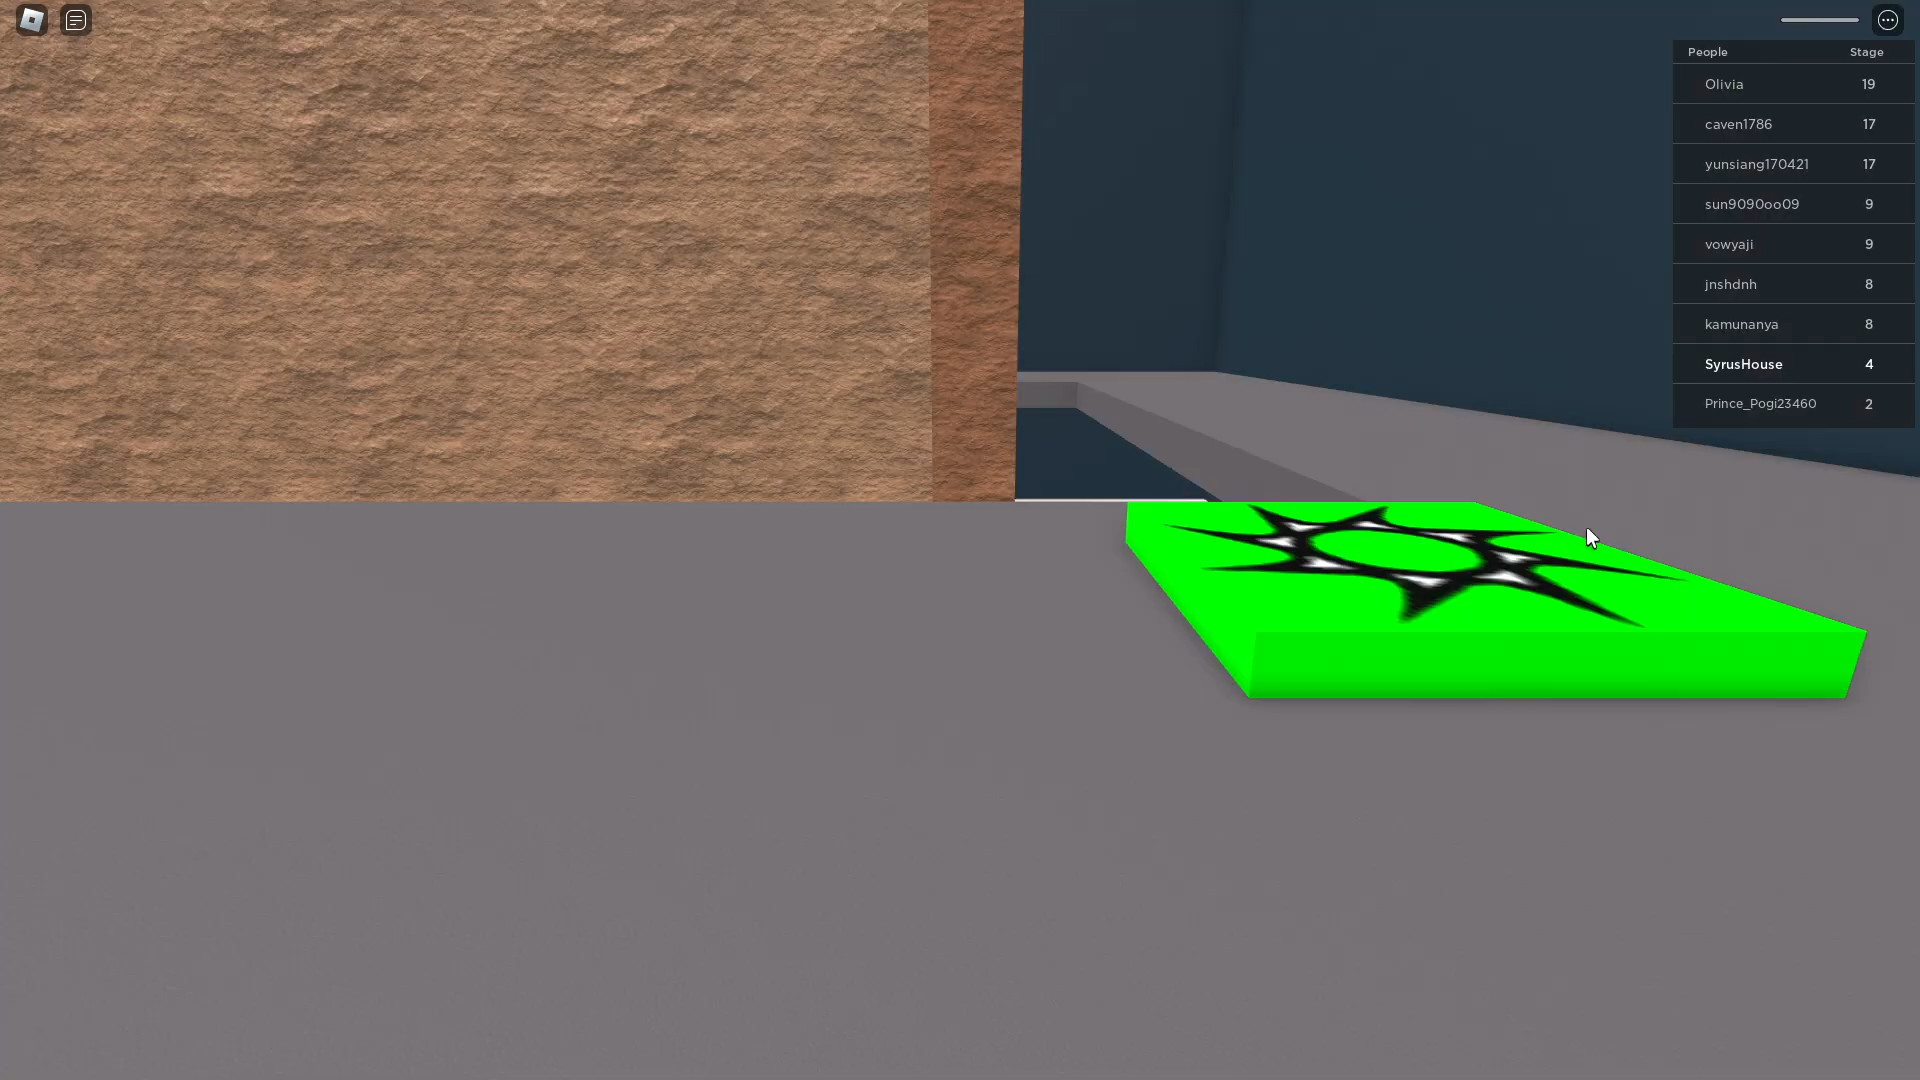 People Stage
Olivia 19
caven1786 17
yunsiang170421 17
sun9090oo09 9
vowyaji 9
jnshdnh 8
kamunanya 8
SyrusHouse 4
Prince_Pogi23460 2